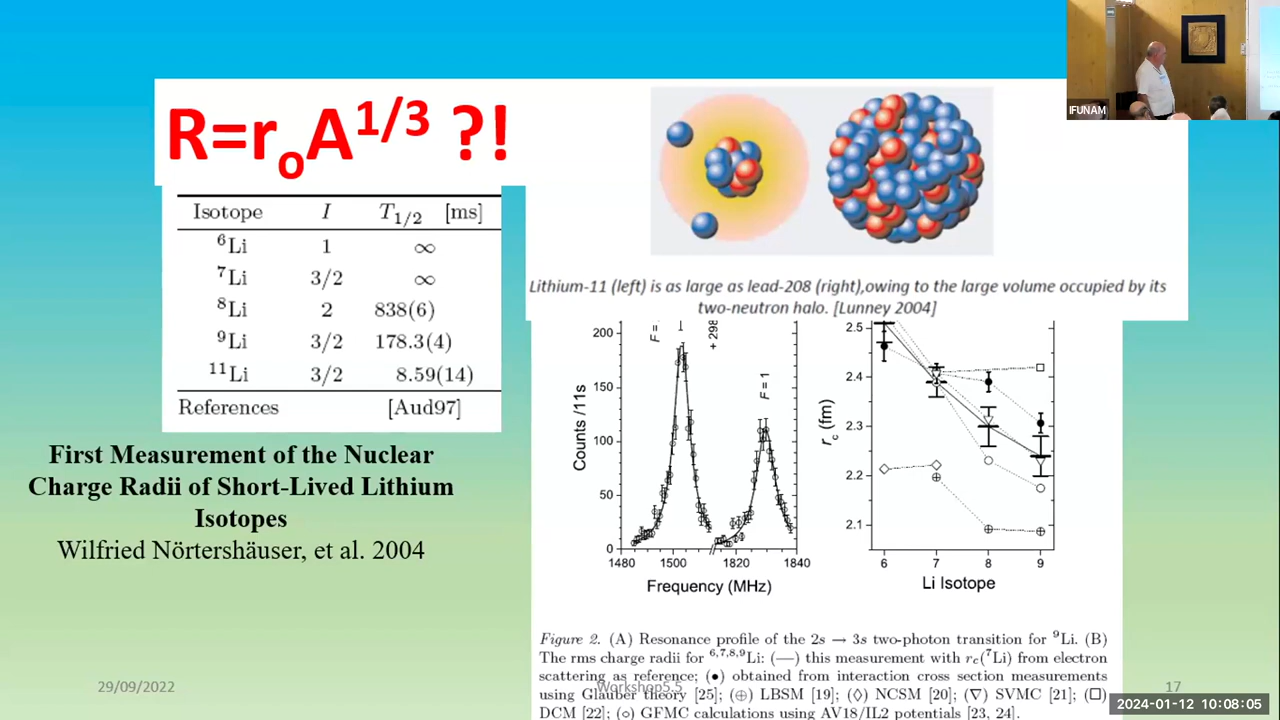 IFUNAM
R=roA1/3 ?!
Isotope I T1/2 [ms]
6Li 1 ∞
7Li 3/2 ∞
8Li 2 838(6)
9Li 3/2 178.3(4)
11Li 3/2 8.59(14)
References [Aud97]
Lithium-11 (left) is as large as lead-208 (right),owing to the large volume occupied by its
two-neutron halo. [Lunney 2004]
First Measurement of the Nuclear
Charge Radii of Short-Lived Lithium
Isotopes
Wilfried Nörtershäuser, et al. 2004
200
150
100
50
0
Counts /11s
F =
+ 298
F = 1
1480 1500 1820 1840
Frequency (MHz)
2.5
2.4
2.3
2.2
2.1
rc (fm)
6 7 8 9
Li Isotope
Figure 2. (A) Resonance profile of the 2s → 3s two-photon transition for 9Li. (B)
The rms charge radii for 6,7,8,9Li: (—) this measurement with rc(7Li) from electron
scattering as reference; (•) obtained from interaction cross section measurements
using Glauber theory [25]; (⊕) LBSM [19]; (◇) NCSM [20]; (▽) SVMC [21]; (□)
DCM [22]; (○) GFMC calculations using AV18/IL2 potentials [23, 24].
29/09/2022
Workshop5.5
17
2024-01-12 10:08:05